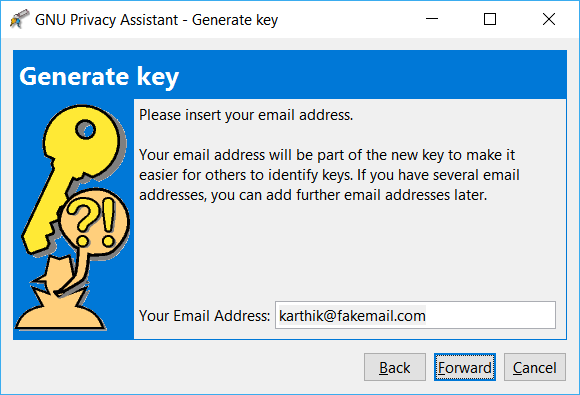 GNU Privacy Assistant - Generate key
Generate key
Please insert your email address.
Your email address will be part of the new key to make it
easier for others to identify keys. If you have several email
addresses, you can add further email addresses later.
?!
Your Email Address: karthik@fakemail.com
Back Forward Cancel